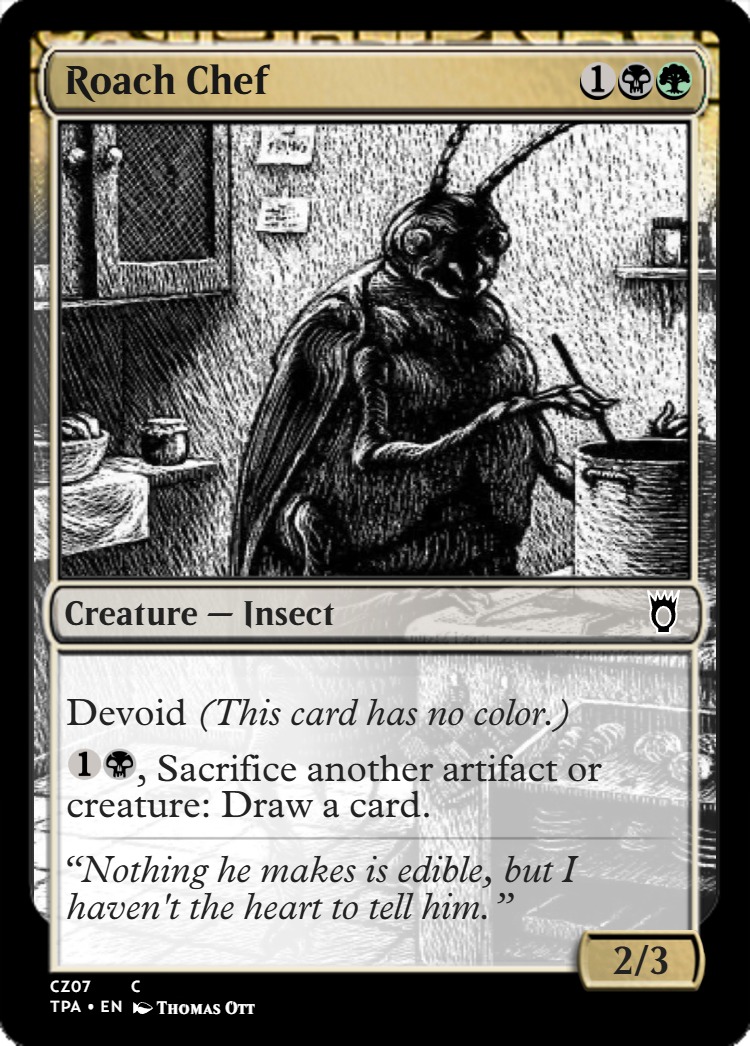 Roach Chef 1
Creature — Insect
Devoid (This card has no color.)
1, Sacrifice another artifact or
creature: Draw a card.
“Nothing he makes is edible, but I
haven't the heart to tell him.”
2/3
CZ07 C
TPA • EN Thomas Ott